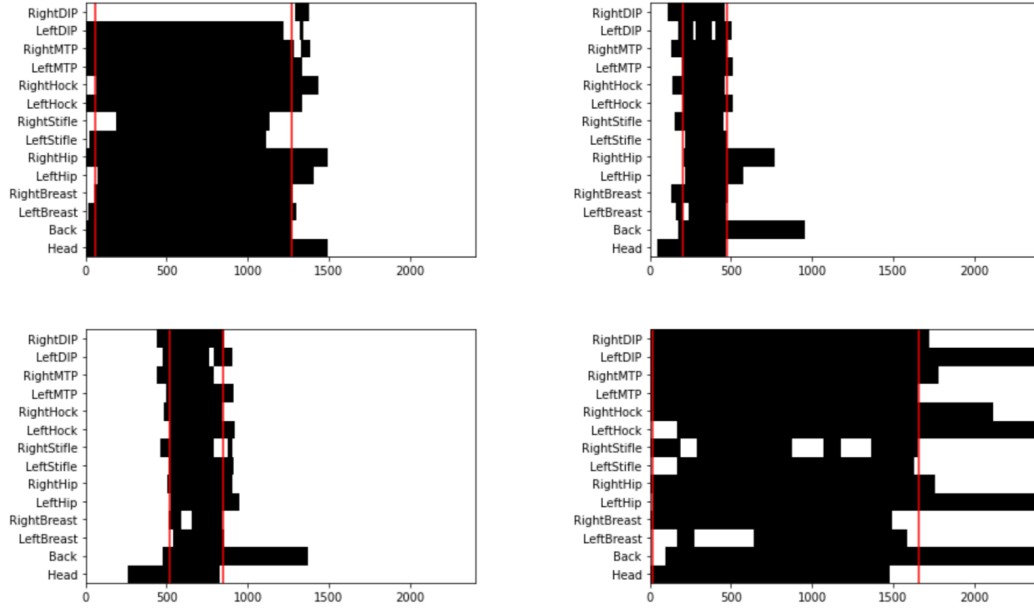 RightDIP
LeftDIP
RightMTP
LeftMTP
RightHock
LeftHock
RightStifle
LeftStifle
RightHip
LeftHip
RightBreast
LeftBreast
Back
Head
0 500 1000 1500 2000
RightDIP
LeftDIP
RightMTP
LeftMTP
RightHock
LeftHock
RightStifle
LeftStifle
RightHip
LeftHip
RightBreast
LeftBreast
Back
Head
0 500 1000 1500 2000
RightDIP
LeftDIP
RightMTP
LeftMTP
RightHock
LeftHock
RightStifle
LeftStifle
RightHip
LeftHip
RightBreast
LeftBreast
Back
Head
0 500 1000 1500 2000
RightDIP
LeftDIP
RightMTP
LeftMTP
RightHock
LeftHock
RightStifle
LeftStifle
RightHip
LeftHip
RightBreast
LeftBreast
Back
Head
0 500 1000 1500 2000